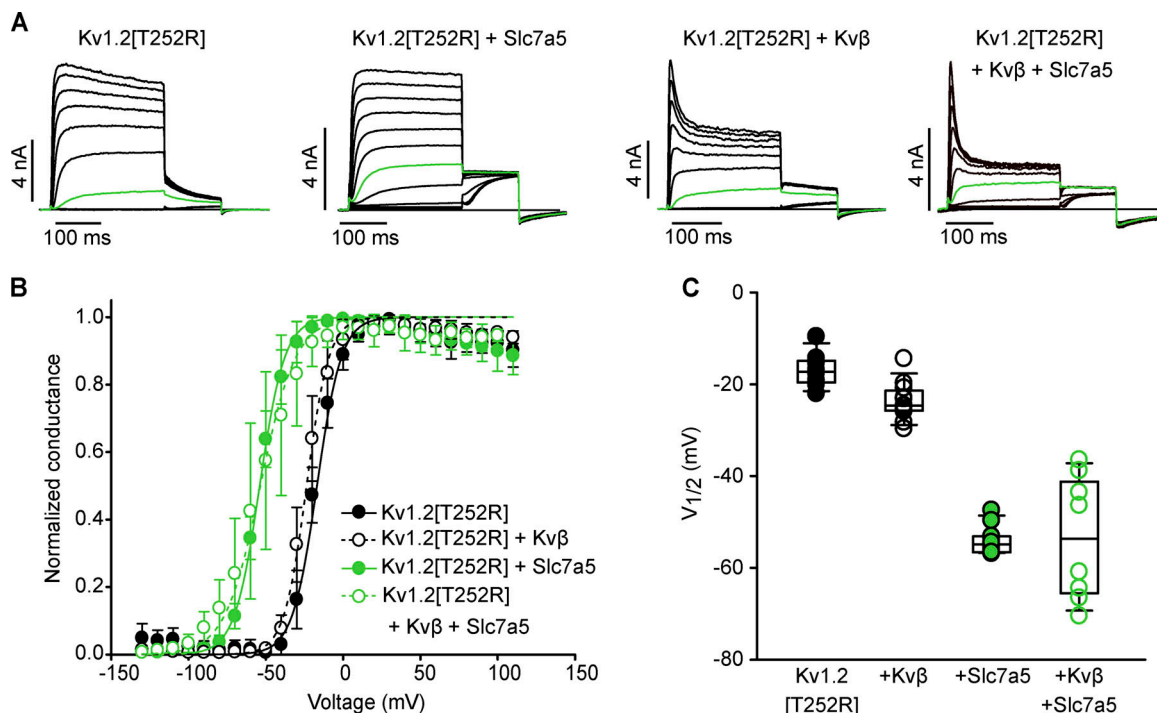 A
Kv1.2[T252R]
Kv1.2[T252R] + Slc7a5
Kv1.2[T252R] + Kvβ
Kv1.2[T252R]
+ Kvβ + Slc7a5
4 nA
4 nA
4 nA
4 nA
100 ms
100 ms
100 ms
100 ms
B
Normalized conductance
1.0
0.8
0.6
0.4
0.2
0.0
-150
-100
-50
0
50
100
150
Voltage (mV)
Kv1.2[T252R]
Kv1.2[T252R] + Kvβ
Kv1.2[T252R] + Slc7a5
Kv1.2[T252R]
+ Kvβ + Slc7a5
C
V1/2 (mV)
0
-20
-40
-60
-80
Kv1.2
[T252R]
+Kvβ
+Slc7a5
+Kvβ
+Slc7a5